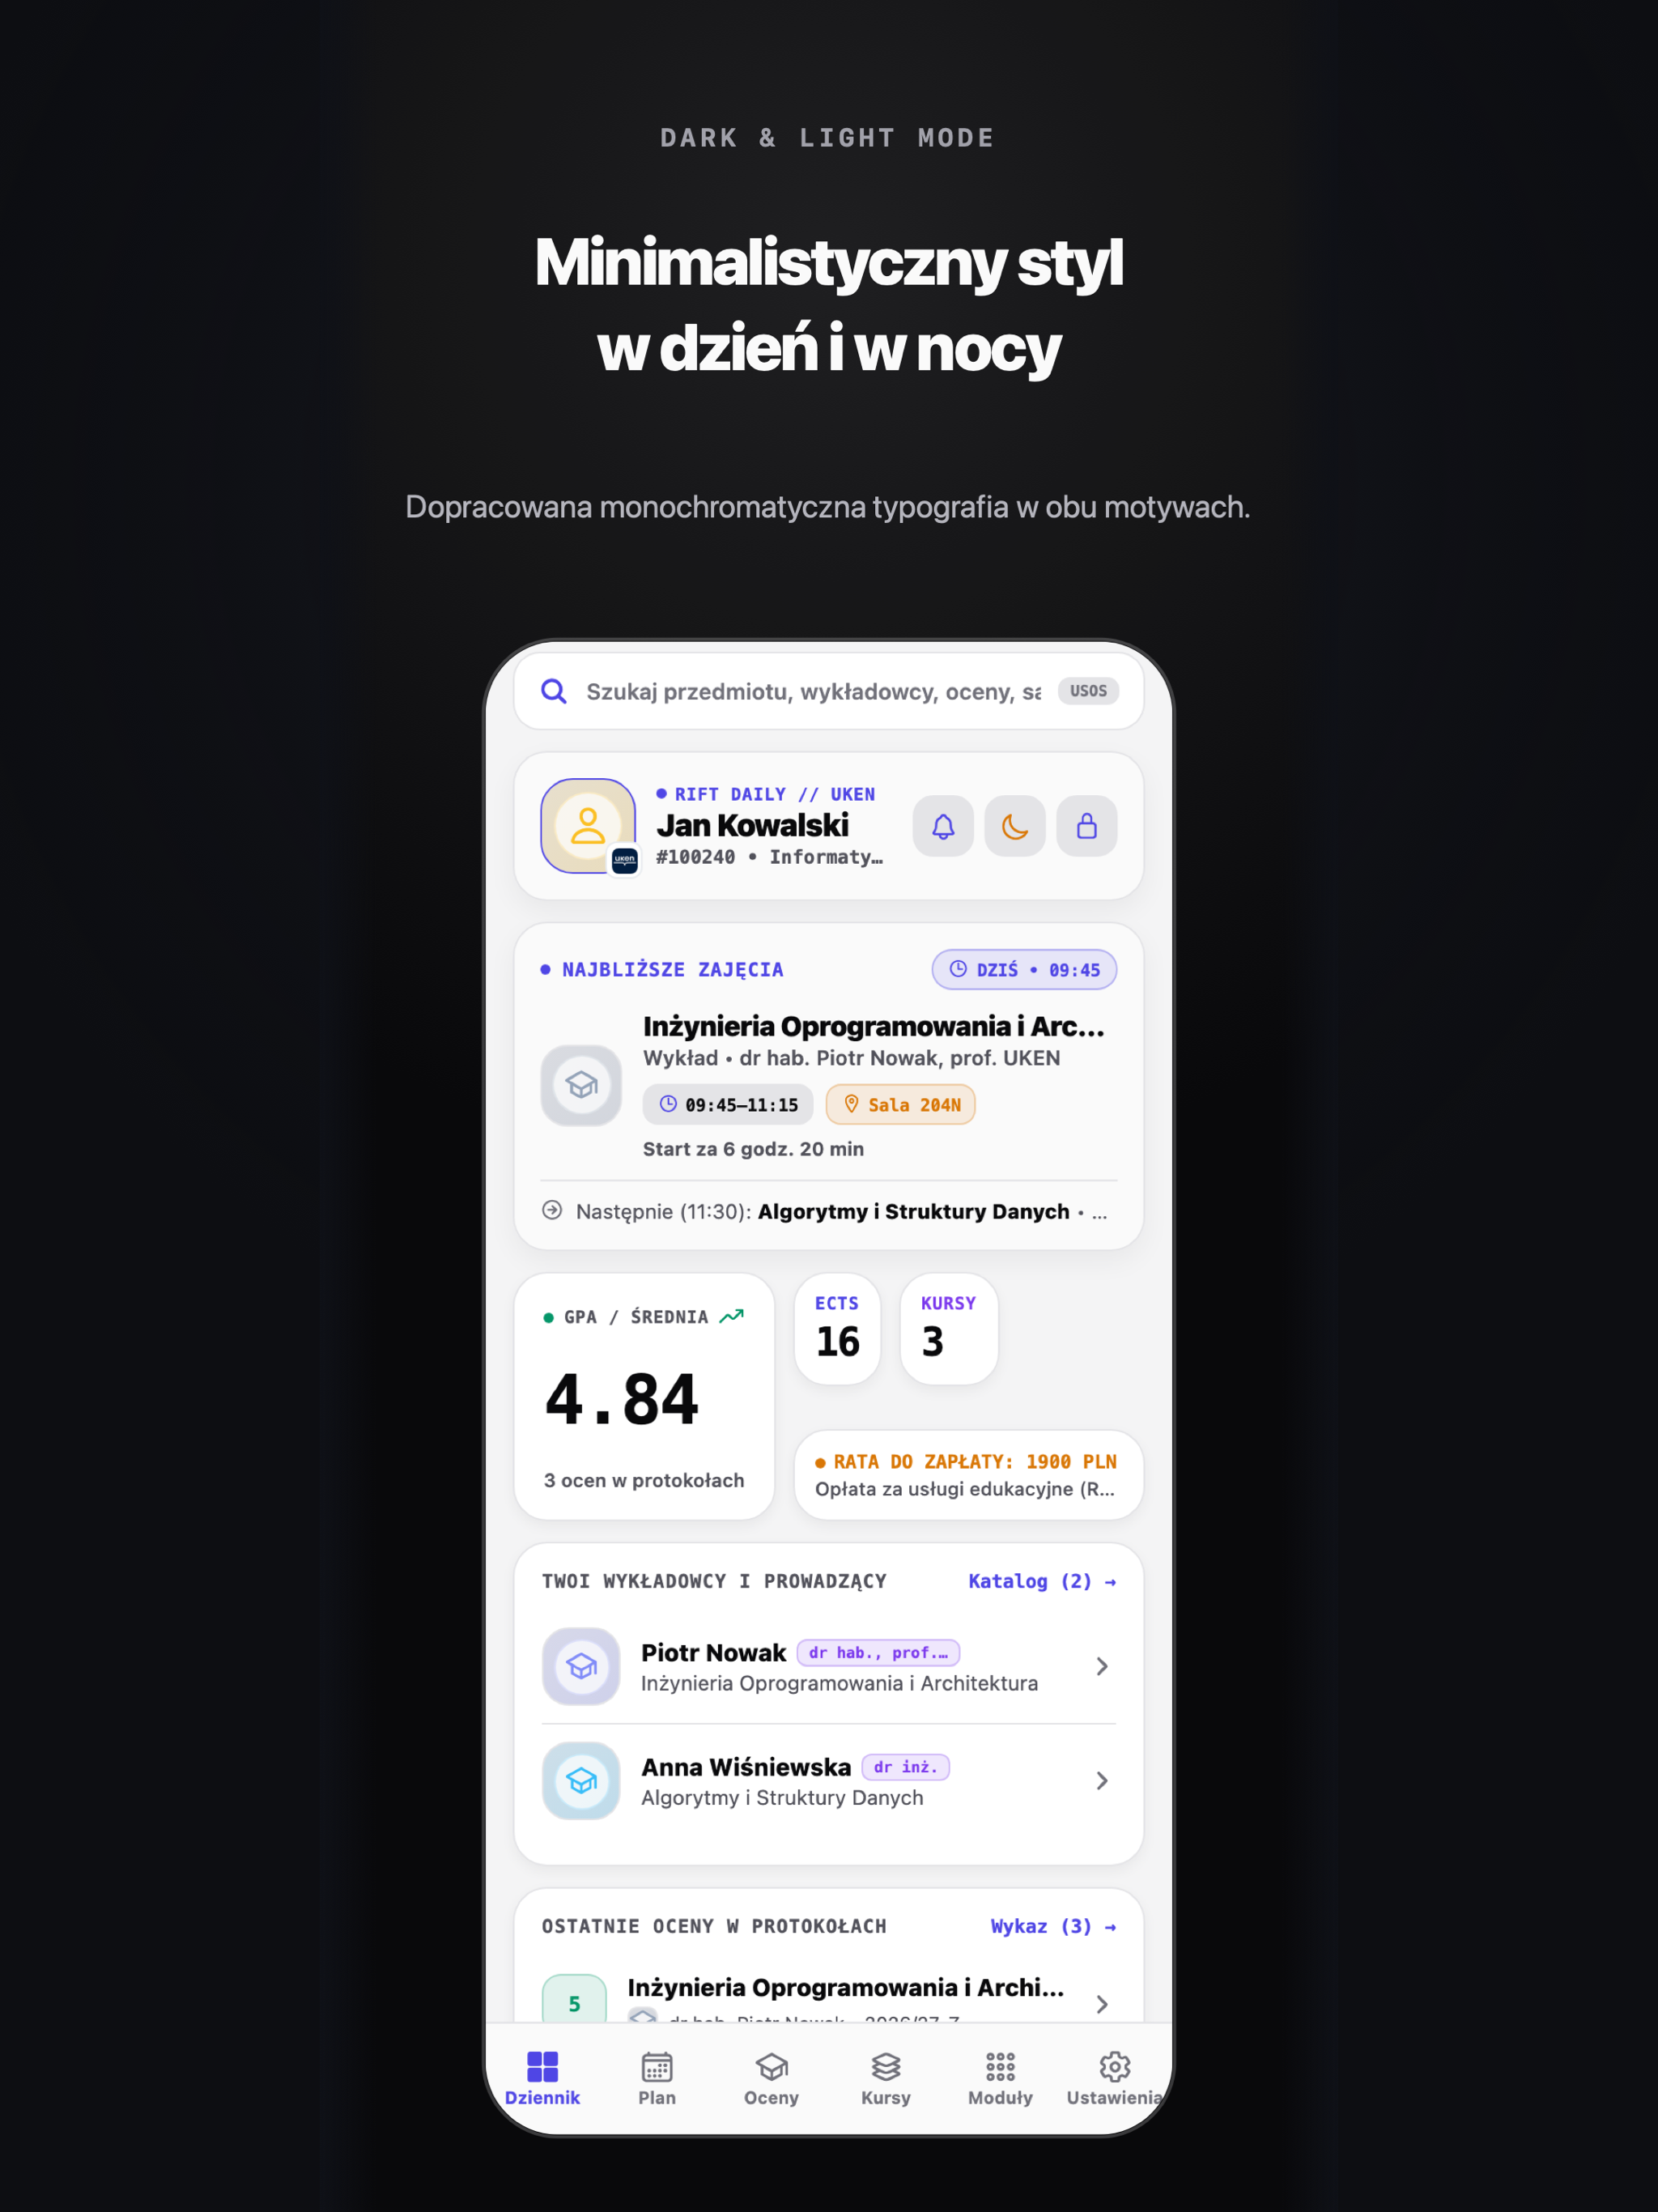 DARK & LIGHT MODE
Minimalistyczny styl
w dzień i w nocy
Dopracowana monochromatyczna typografia w obu motywach.
Szukaj przedmiotu, wykładowcy, oceny, sa
USOS
RIFT DAILY // UKEN
Jan Kowalski
#100240 • Informaty…
UKEN
NAJBLIŻSZE ZAJĘCIA
DZIŚ • 09:45
Inżynieria Oprogramowania i Arc…
Wykład • dr hab. Piotr Nowak, prof. UKEN
09:45–11:15
Sala 204N
Start za 6 godz. 20 min
Następnie (11:30): Algorytmy i Struktury Danych • …
GPA / ŚREDNIA
4.84
3 ocen w protokołach
ECTS
16
KURSY
3
RATA DO ZAPŁATY: 1900 PLN
Opłata za usługi edukacyjne (R…
TWOI WYKŁADOWCY I PROWADZĄCY
Katalog (2) →
Piotr Nowak
dr hab., prof.…
Inżynieria Oprogramowania i Architektura
Anna Wiśniewska
dr inż.
Algorytmy i Struktury Danych
OSTATNIE OCENY W PROTOKOŁACH
Wykaz (3) →
5
Inżynieria Oprogramowania i Archi…
dr hab. Piotr Nowak
Dziennik
Plan
Oceny
Kursy
Moduły
Ustawienia